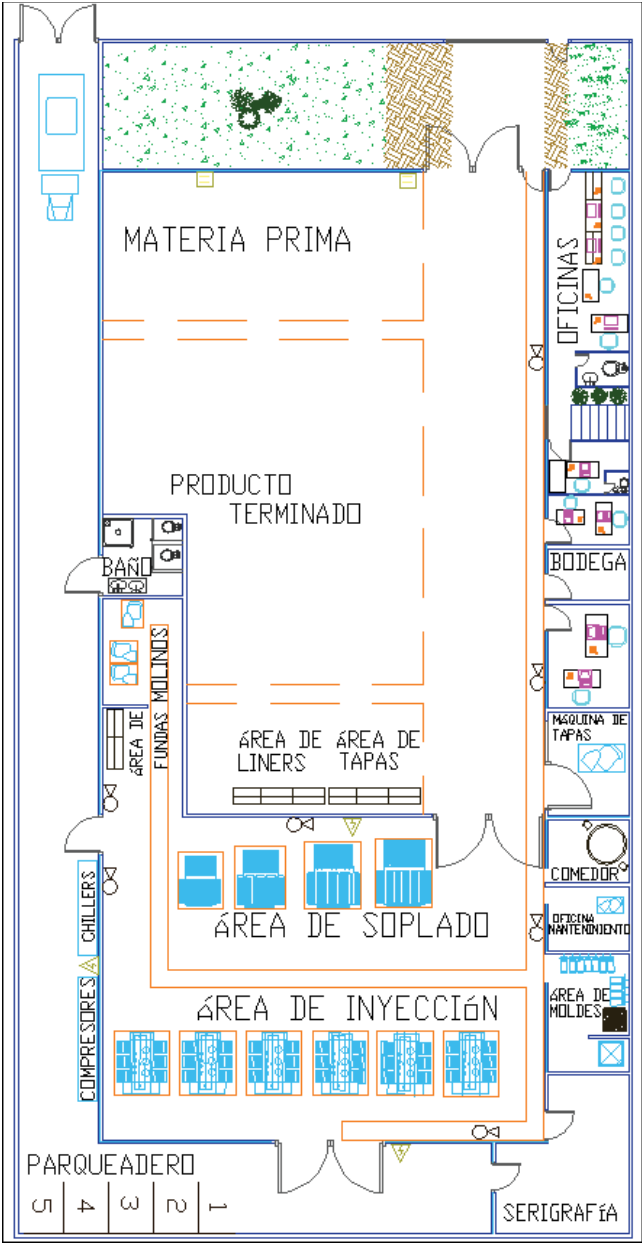 MATERIA PRIMA
OFICINAS
PRODUCTO
TERMINADO
BAÑO
BODEGA
MOLINOS
ÁREA DE
FUNDAS
MÁQUINA DE
TAPAS
ÁREA DE
LINERS
ÁREA DE
TAPAS
COMEDOR
CHILLERS
ÁREA DE SOPLADO
OFICINA
MANTENIMIENTO
ÁREA DE INYECCIÓN
ÁREA DE
MOLDES
COMPRESORES
PARQUEADERO
5 4 3 2 1
SERIGRAFÍA